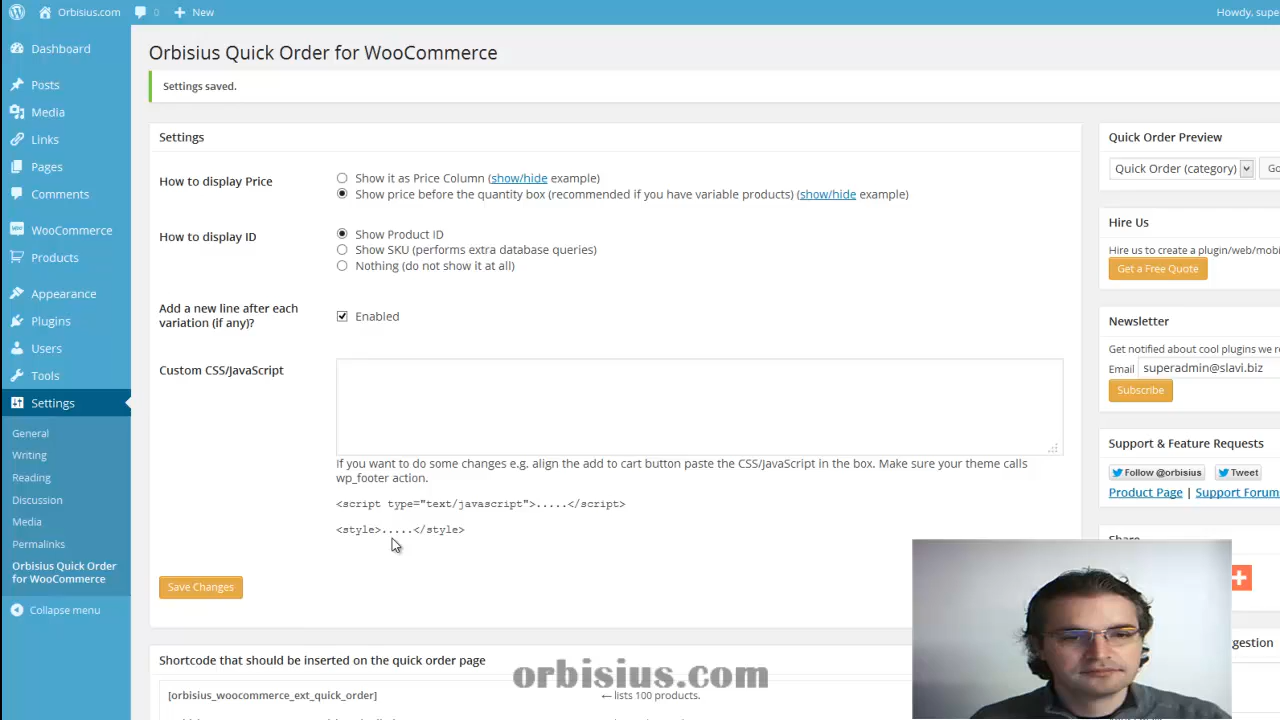 Orbisius.com 0 New Howdy, supe
Dashboard
Posts
Media
Links
Pages
Comments
WooCommerce
Products
Appearance
Plugins
Users
Tools
Settings
General
Writing
Reading
Discussion
Media
Permalinks
Orbisius Quick Order
for WooCommerce
Collapse menu
Orbisius Quick Order for WooCommerce
Settings saved.
Settings
How to display Price
Show it as Price Column (show/hide example)
Show price before the quantity box (recommended if you have variable products) (show/hide example)
How to display ID
Show Product ID
Show SKU (performs extra database queries)
Nothing (do not show it at all)
Add a new line after each
variation (if any)?
Enabled
Custom CSS/JavaScript
If you want to do some changes e.g. align the add to cart button paste the CSS/JavaScript in the box. Make sure your theme calls
wp_footer action.
<script type="text/javascript">.....</script>
<style>.....</style>
Save Changes
Shortcode that should be inserted on the quick order page
[orbisius_woocommerce_ext_quick_order] ← lists 100 products.
Quick Order Preview
Quick Order (category) Go
Hire Us
Hire us to create a plugin/web/mobi
Get a Free Quote
Newsletter
Get notified about cool plugins we r
Email superadmin@slavi.biz
Subscribe
Support & Feature Requests
Follow @orbisius Tweet
Product Page | Support Forum
Share
gestion
orbisius.com